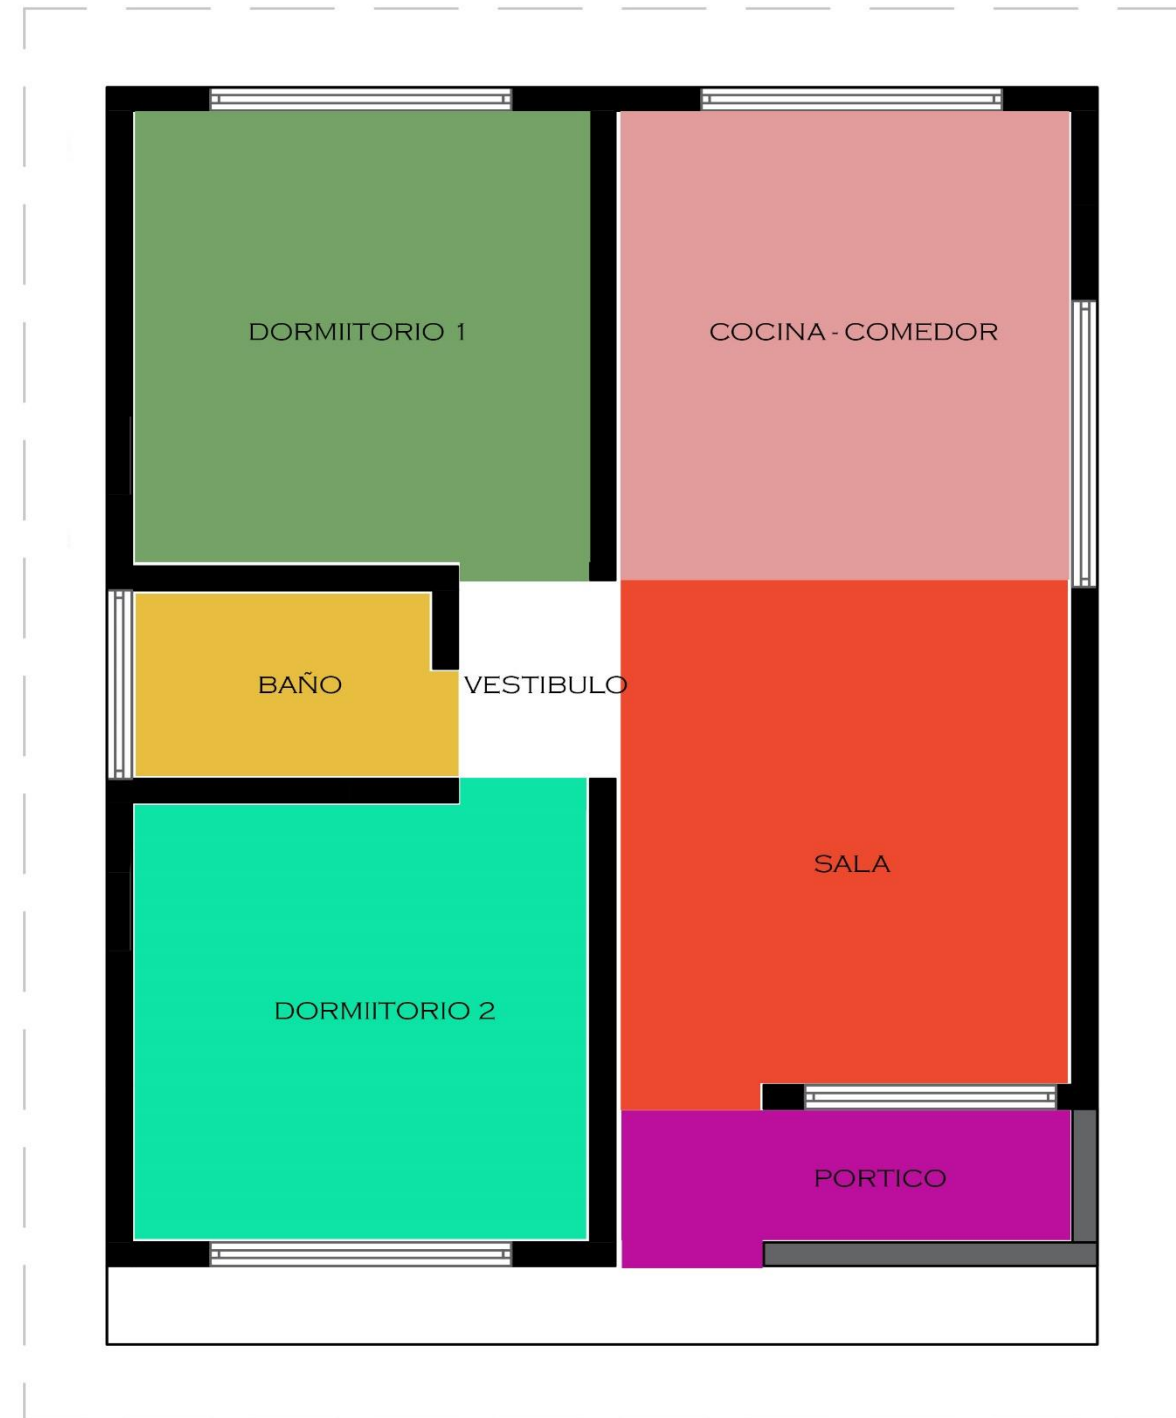 DORMIITORIO 1
COCINA - COMEDOR
BAÑO
VESTIBULO
SALA
DORMIITORIO 2
PORTICO